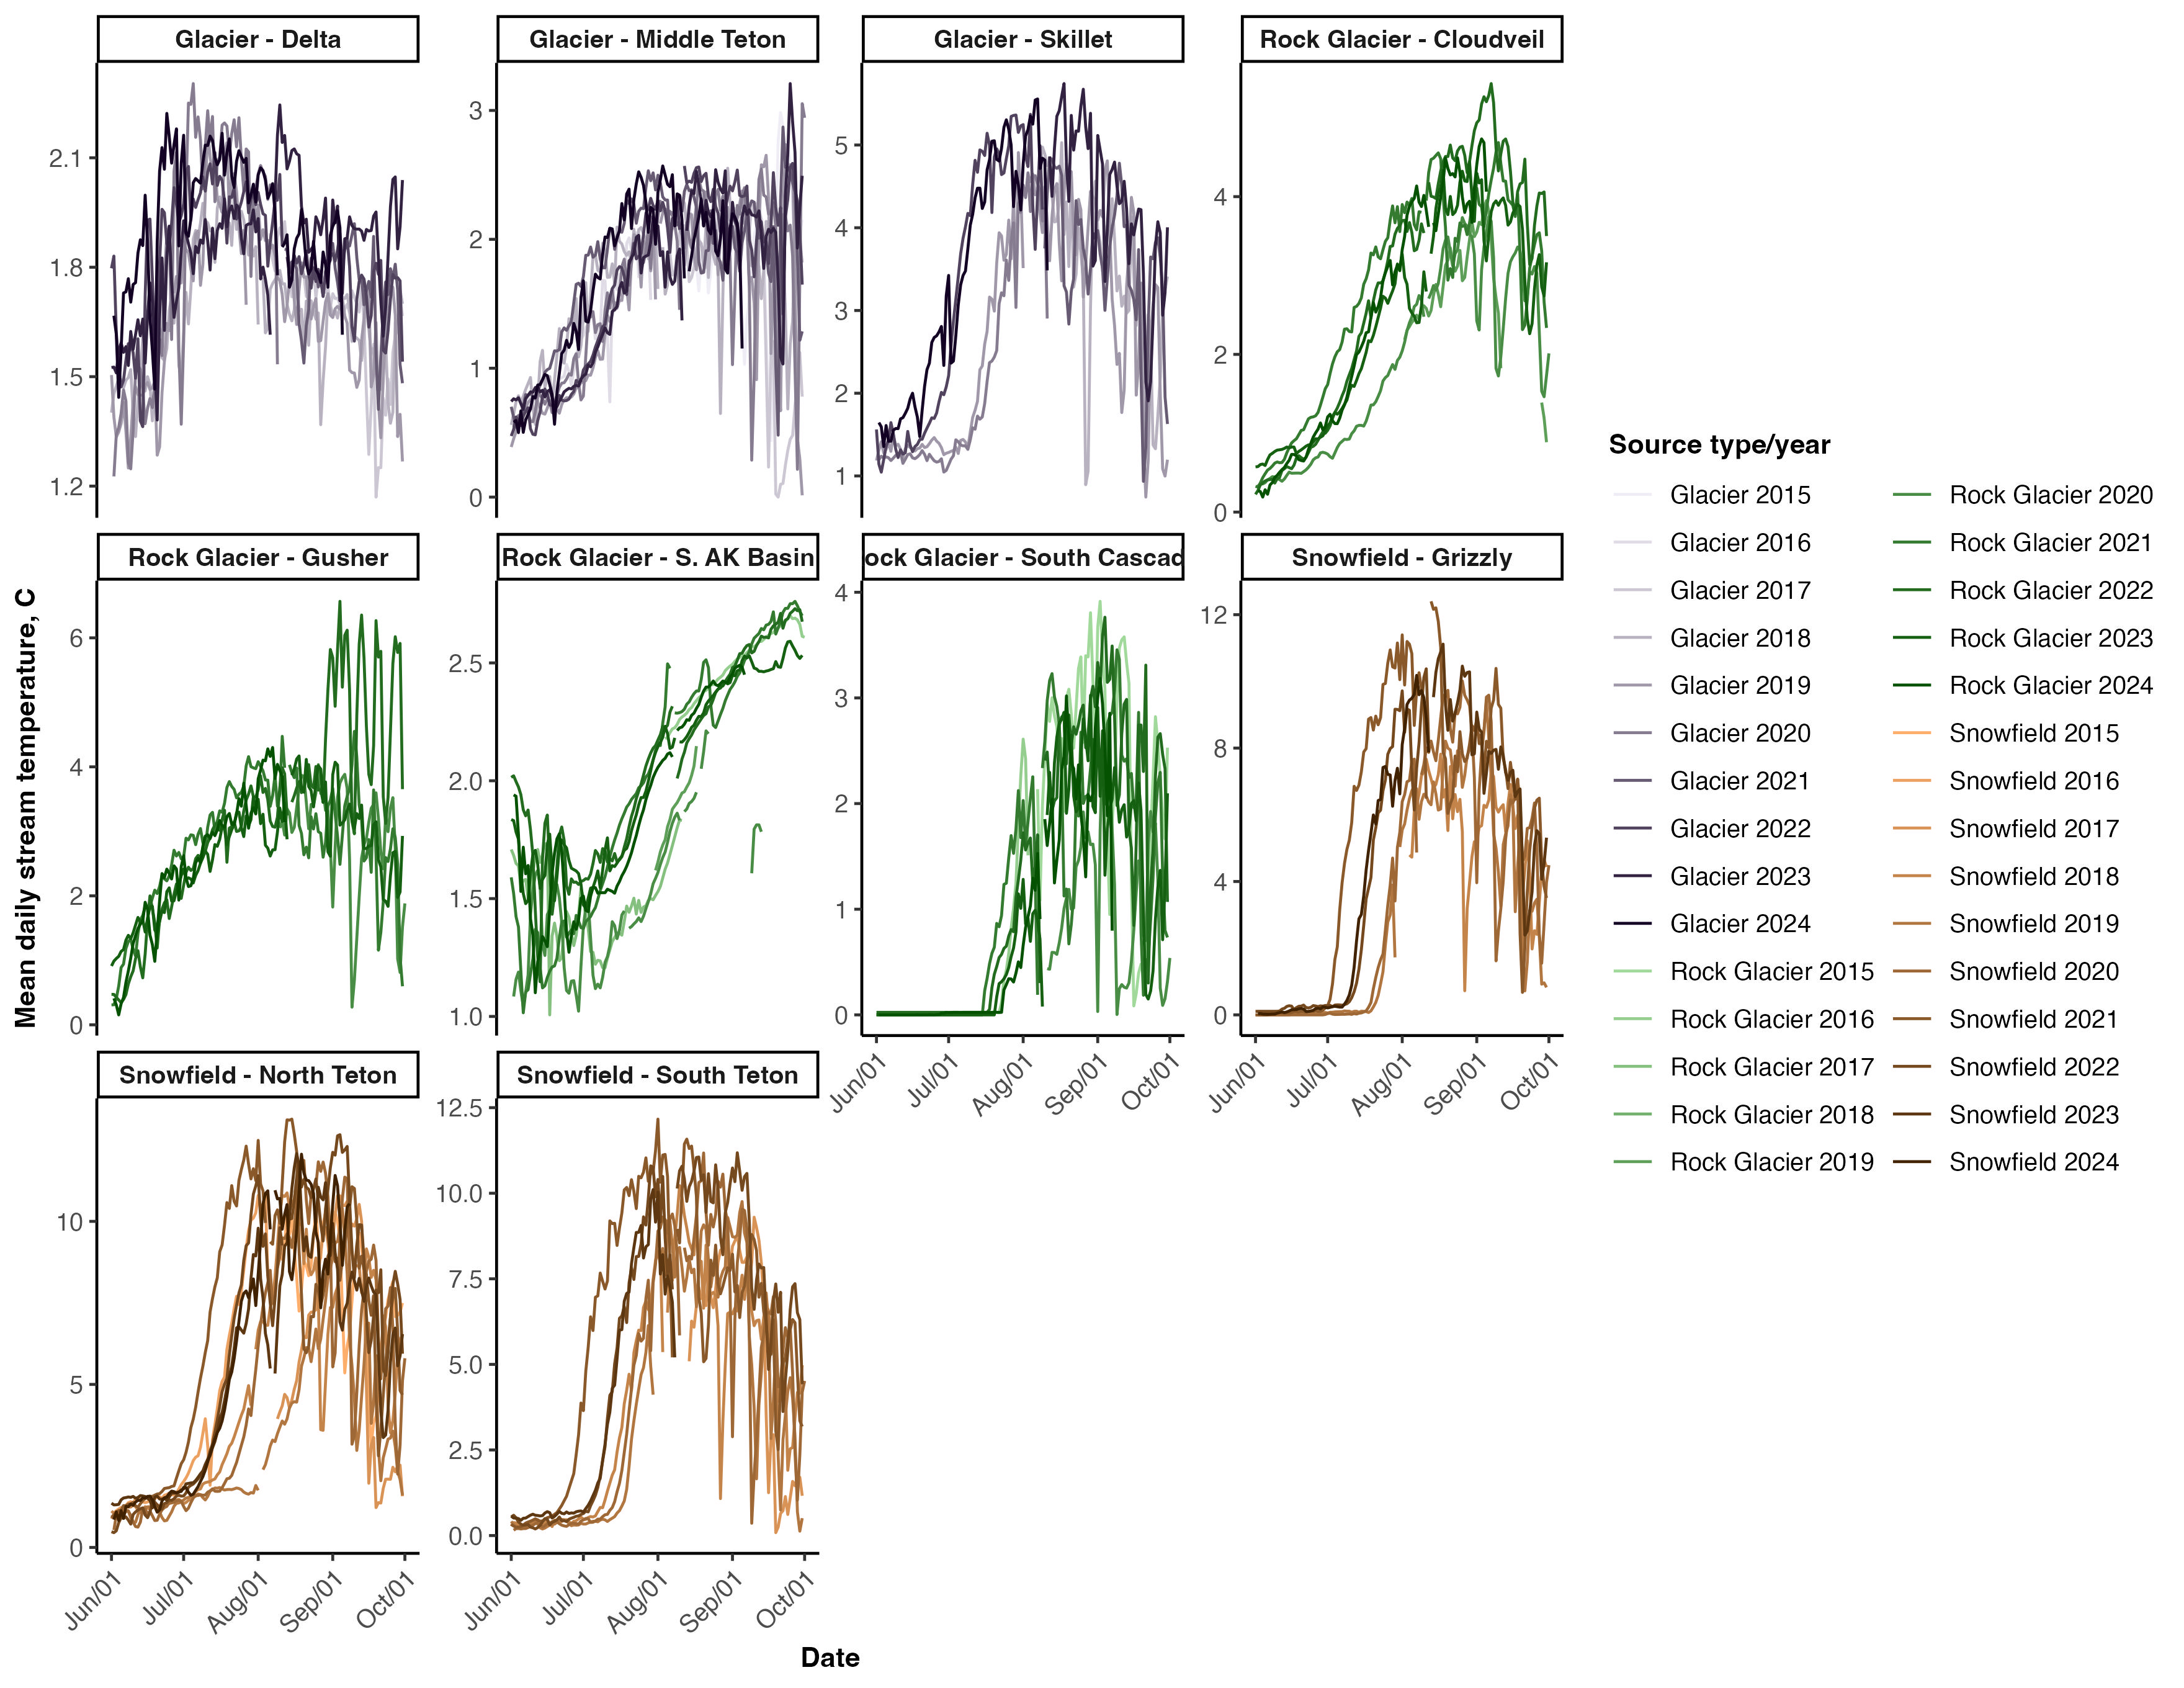 Glacier - Delta
Glacier - Middle Teton
Glacier - Skillet
Rock Glacier - Cloudveil
2.1
1.8
1.5
1.2
3
2
1
0
5
4
3
2
1
4
2
0
Rock Glacier - Gusher
Rock Glacier - S. AK Basin
ock Glacier - South Cascad
Snowfield - Grizzly
6
4
2
0
2.5
2.0
1.5
1.0
4
3
2
1
0
12
8
4
0
Jun/01
Jul/01
Aug/01
Sep/01
Oct/01
Jun/01
Jul/01
Aug/01
Sep/01
Oct/01
Snowfield - North Teton
Snowfield - South Teton
10
5
0
12.5
10.0
7.5
5.0
2.5
0.0
Jun/01
Jul/01
Aug/01
Sep/01
Oct/01
Jun/01
Jul/01
Aug/01
Sep/01
Oct/01
Mean daily stream temperature, C
Date
Source type/year
Glacier 2015
Glacier 2016
Glacier 2017
Glacier 2018
Glacier 2019
Glacier 2020
Glacier 2021
Glacier 2022
Glacier 2023
Glacier 2024
Rock Glacier 2015
Rock Glacier 2016
Rock Glacier 2017
Rock Glacier 2018
Rock Glacier 2019
Rock Glacier 2020
Rock Glacier 2021
Rock Glacier 2022
Rock Glacier 2023
Rock Glacier 2024
Snowfield 2015
Snowfield 2016
Snowfield 2017
Snowfield 2018
Snowfield 2019
Snowfield 2020
Snowfield 2021
Snowfield 2022
Snowfield 2023
Snowfield 2024